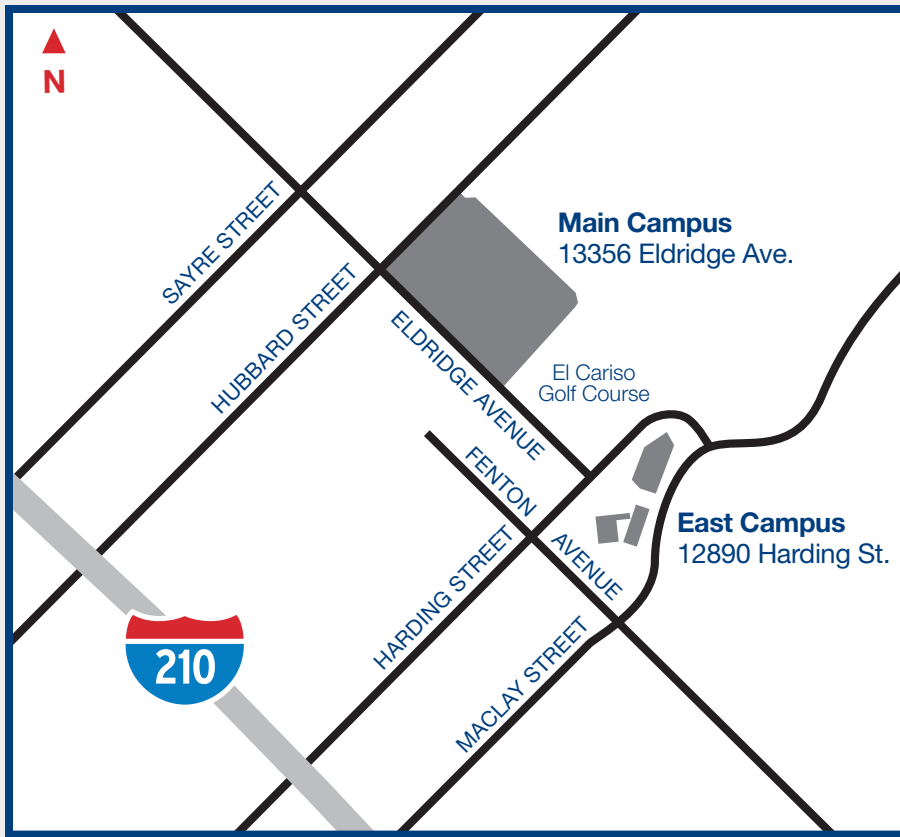 N
SAYRE STREET
HUBBARD STREET
Main Campus
13356 Eldridge Ave.
ELDRIDGE AVENUE
El Cariso
Golf Course
FENTON
AVENUE
East Campus
12890 Harding St.
HARDING STREET
MACLAY STREET
210